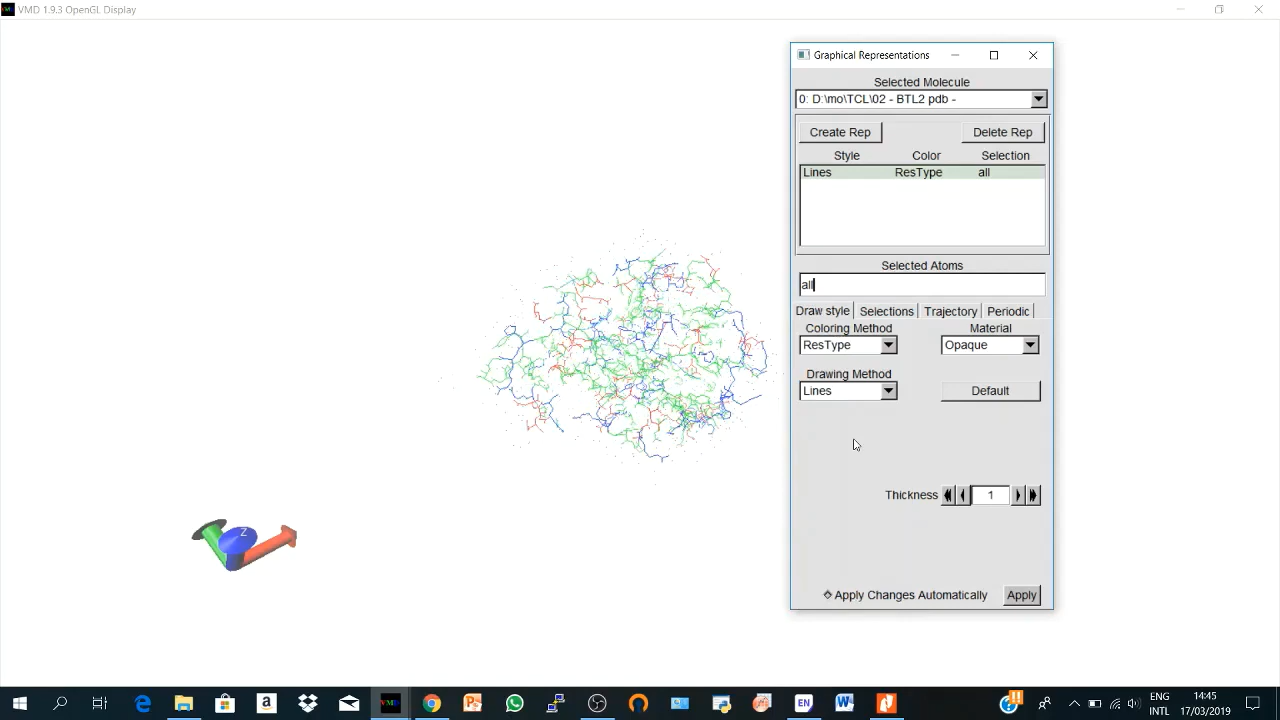 VMD 1.9.3 OpenGL Display
Graphical Representations
Selected Molecule
0: D:\mo\TCL\02 - BTL2 pdb -
Create Rep Delete Rep
Style Color Selection
Lines ResType all
Selected Atoms
all
Draw style Selections Trajectory Periodic
Coloring Method Material
ResType Opaque
Drawing Method
Lines Default
Thickness 1
Apply Changes Automatically Apply
Z
ENG 14:45
INTL 17/03/2019